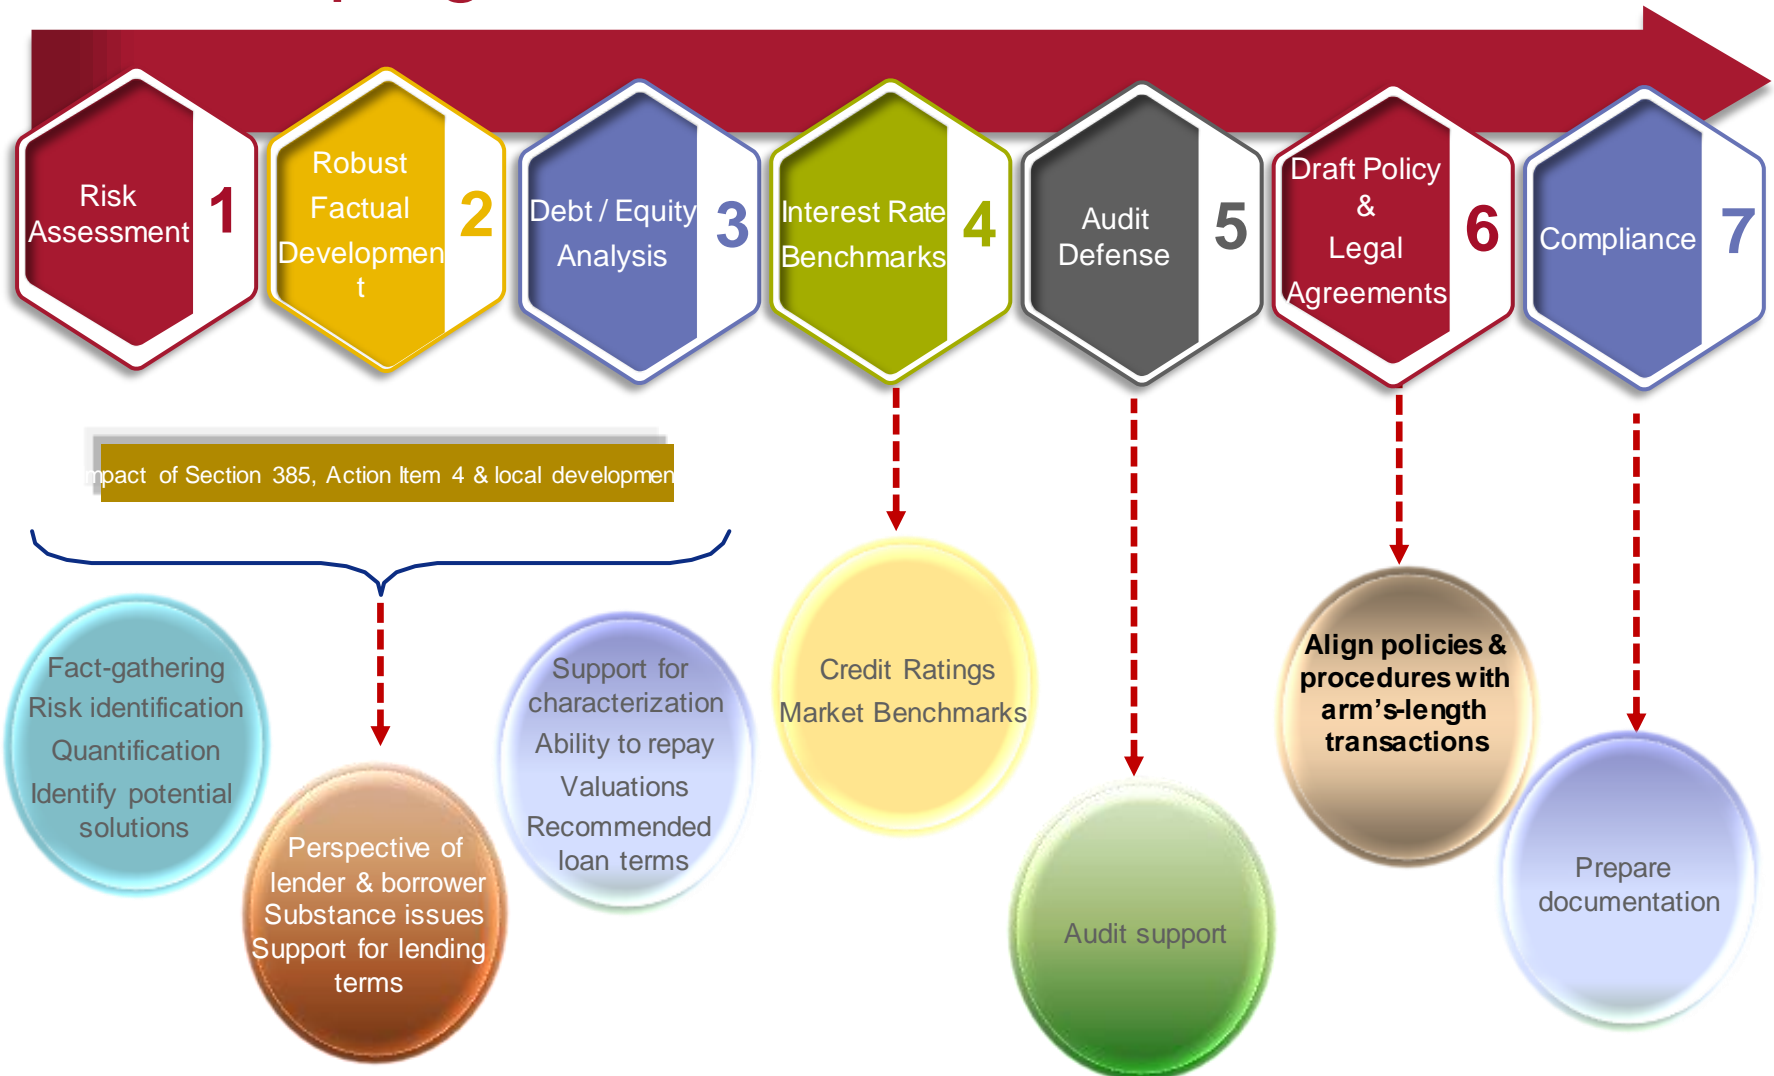 Risk
Assessment
1
Robust
Factual
Developmen
t
2
Debt / Equity
Analysis
3
Interest Rate
Benchmarks
4
Audit
Defense
5
Draft Policy
&
Legal
Agreements
6
Compliance
7
mpact of Section 385, Action Item 4 & local developmen
Fact-gathering
Risk identification
Quantification
Identify potential
solutions
Perspective of
lender & borrower
Substance issues
Support for lending
terms
Support for
characterization
Ability to repay
Valuations
Recommended
loan terms
Credit Ratings
Market Benchmarks
Audit support
Align policies &
procedures with
arm’s-length
transactions
Prepare
documentation